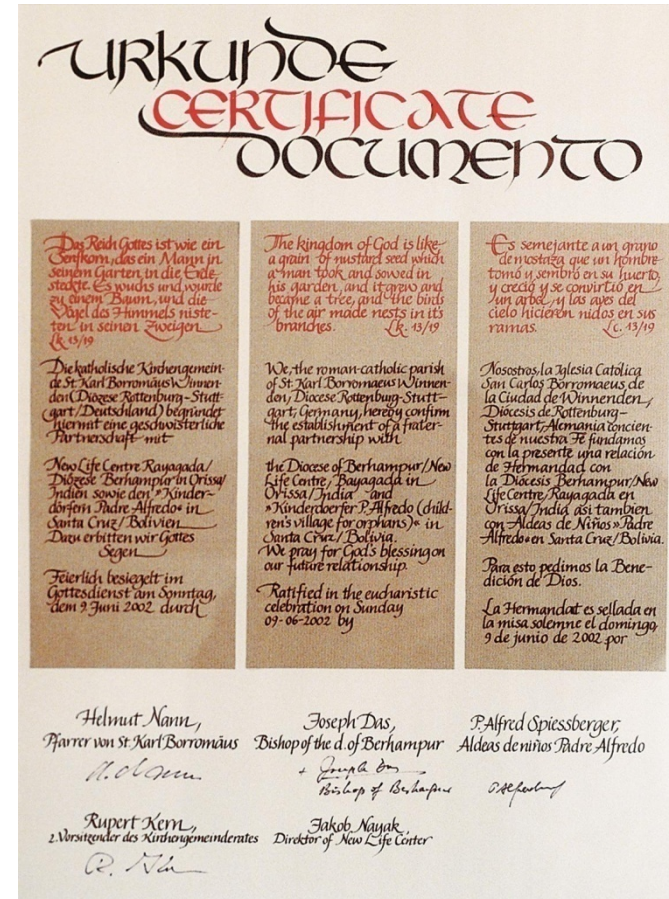 URKUNDE
CERTIFICATE
DOCUMENTO
Das Reich Gottes ist wie ein
Senfkorn, das ein Mann in
seinem Garten in die Erde
steckte. Es wuchs und wurde
zu einem Baum, und die
Vögel des Himmels niste-
ten in seinen Zweigen
Lk 13/19
Die katholische Kirchengemein-
de St. Karl Borromäus Winnen-
den (Diözese Rottenburg-Stutt-
gart/Deutschland) begründet
hiermit eine geschwisterliche
Partnerschaft mit
New Life Centre Rayagada/
Diözese Berhampur in Orissa/
Indien sowie den »Kinder-
dörfern Padre-Alfredo« in
Santa Cruz/Bolivien
Dazu erbitten wir Gottes
Segen
Feierlich besiegelt im
Gottesdienst am Sonntag,
dem 9. Juni 2002 durch
The kingdom of God is like
a grain of mustard seed which
a man took and sowed in
his garden, and it grew and
became a tree, and the birds
of the air made nests in it's
branches. Lk. 13/19
We, the roman-catholic parish
of St. Karl Borromaeus Winnen-
den, Diocese Rottenburg-Stutt-
gart, Germany, hereby confirm
the establishment of a frater-
nal partnership with
the Diocese of Berhampur/New
Life Centre, Bayagada in
Orissa/India and
»Kinderdoerfer P. Alfredo (child-
ren's village for orphans)« in
Santa Cruz/Bolivia.
We pray for God's blessing on
our future relationship
Ratified in the eucharistic
celebration on Sunday
09-06-2002 by
Es semejante a un grano
de mostaza que un hombre
tomó y sembró en su huerto,
y creció y se convirtió en
un arbol, y las aves del
cielo hicieron nidos en sus
ramas. Lc. 13/19
Nosostros, la Iglesia Católica
San Carlos Borromaeus de
la Ciudad de Winnenden,
Diócesis de Rottenburg-
Stuttgart, Alemania concien-
tes de nuestra Fe fundamos
con la presente una relación
de Hermandad con
la Diócesis Berhampur/New
Life Centre/Rayagada en
Orissa/India asi tambien
con »Aldeas de Niños »Padre
Alfredo« en Santa Cruz/Bolivia.
Para esto pedimos la Bene-
dición de Dios.
La Hermandad es sellada en
la misa solemne el domingo,
9 de junio de 2002 por
Helmut Nann,
Pfarrer von St. Karl Borromäus
Joseph Das,
Bishop of the d. of Berhampur
+ Joseph Das
Bishop of Berhampur
P. Alfred Spiessberger,
Aldeas de niños Padre Alfredo
Rupert Kern,
2. Vorsitzender des Kirchengemeinderates
Jakob Nayak,
Direktor of New Life Center